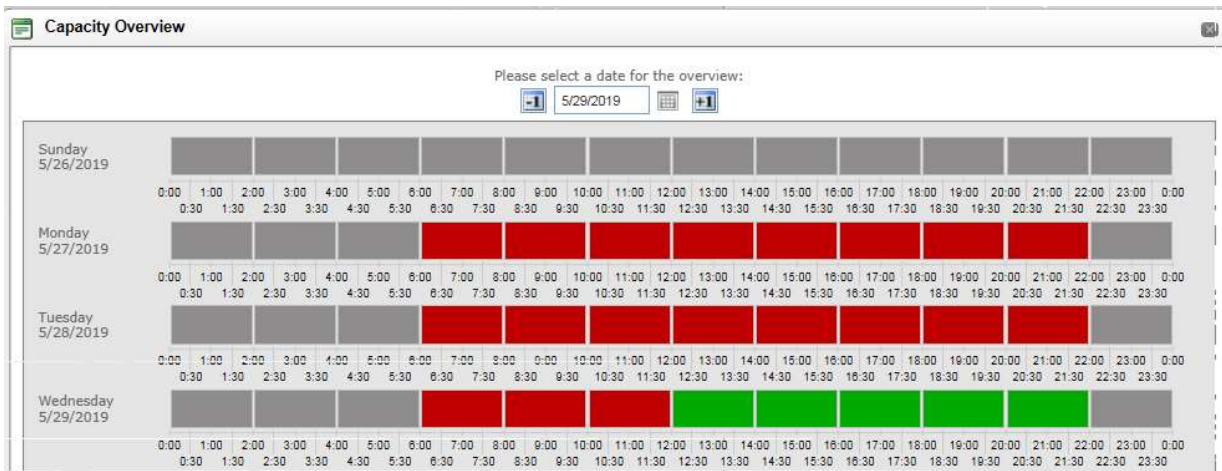 Capacity Overview
Please select a date for the overview:
-1 5/29/2019 +1
Sunday
5/26/2019
0:00 1:00 2:00 3:00 4:00 5:00 6:00 7:00 8:00 9:00 10:00 11:00 12:00 13:00 14:00 15:00 16:00 17:00 18:00 19:00 20:00 21:00 22:00 23:00 0:00
0:30 1:30 2:30 3:30 4:30 5:30 6:30 7:30 8:30 9:30 10:30 11:30 12:30 13:30 14:30 15:30 16:30 17:30 18:30 19:30 20:30 21:30 22:30 23:30
Monday
5/27/2019
0:00 1:00 2:00 3:00 4:00 5:00 6:00 7:00 8:00 9:00 10:00 11:00 12:00 13:00 14:00 15:00 16:00 17:00 18:00 19:00 20:00 21:00 22:00 23:00 0:00
0:30 1:30 2:30 3:30 4:30 5:30 6:30 7:30 8:30 9:30 10:30 11:30 12:30 13:30 14:30 15:30 16:30 17:30 18:30 19:30 20:30 21:30 22:30 23:30
Tuesday
5/28/2019
0:00 1:00 2:00 3:00 4:00 5:00 6:00 7:00 8:00 9:00 10:00 11:00 12:00 13:00 14:00 15:00 16:00 17:00 18:00 19:00 20:00 21:00 22:00 23:00 0:00
0:30 1:30 2:30 3:30 4:30 5:30 6:30 7:30 8:30 9:30 10:30 11:30 12:30 13:30 14:30 15:30 16:30 17:30 18:30 19:30 20:30 21:30 22:30 23:30
Wednesday
5/29/2019
0:00 1:00 2:00 3:00 4:00 5:00 6:00 7:00 8:00 9:00 10:00 11:00 12:00 13:00 14:00 15:00 16:00 17:00 18:00 19:00 20:00 21:00 22:00 23:00 0:00
0:30 1:30 2:30 3:30 4:30 5:30 6:30 7:30 8:30 9:30 10:30 11:30 12:30 13:30 14:30 15:30 16:30 17:30 18:30 19:30 20:30 21:30 22:30 23:30